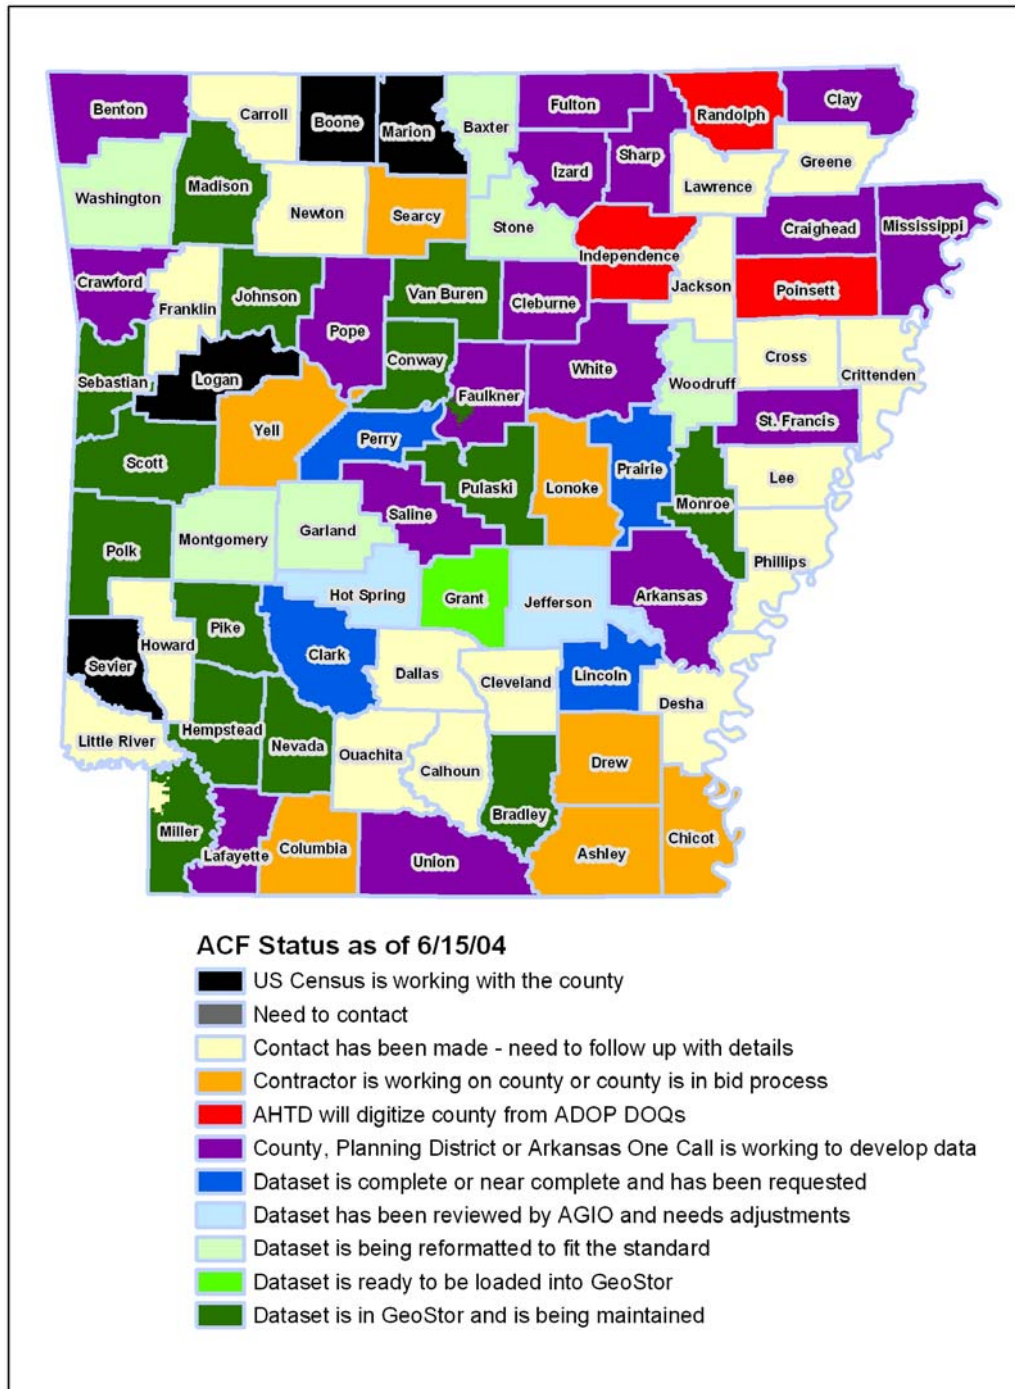 Benton
Carroll
Boone
Marion
Baxter
Fulton
Randolph
Clay
Sharp
Greene
Izard
Lawrence
Washington
Madison
Newton
Searcy
Stone
Craighead
Mississippi
Independence
Crawford
Franklin
Johnson
Van Buren
Cleburne
Jackson
Poinsett
Pope
Conway
White
Cross
Crittenden
Sebastian
Logan
Faulkner
Woodruff
Yell
Perry
St. Francis
Scott
Pulaski
Lonoke
Prairie
Lee
Monroe
Saline
Garland
Montgomery
Polk
Phillips
Hot Spring
Grant
Jefferson
Arkansas
Pike
Howard
Clark
Sevier
Dallas
Cleveland
Lincoln
Desha
Little River
Hempstead
Nevada
Ouachita
Calhoun
Drew
Bradley
Miller
Lafayette
Columbia
Union
Ashley
Chicot
ACF Status as of 6/15/04
US Census is working with the county
Need to contact
Contact has been made - need to follow up with details
Contractor is working on county or county is in bid process
AHTD will digitize county from ADOP DOQs
County, Planning District or Arkansas One Call is working to develop data
Dataset is complete or near complete and has been requested
Dataset has been reviewed by AGIO and needs adjustments
Dataset is being reformatted to fit the standard
Dataset is ready to be loaded into GeoStor
Dataset is in GeoStor and is being maintained